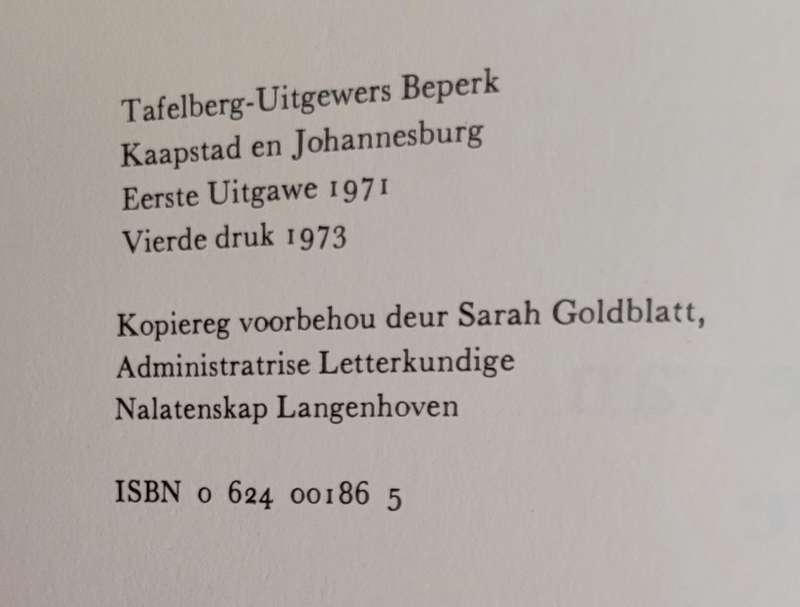 Tafelberg-Uitgewers Beperk
Kaapstad en Johannesburg
Eerste Uitgawe 1971
Vierde druk 1973
Kopiereg voorbehou deur Sarah Goldblatt,
Administratrise Letterkundige
Nalatenskap Langenhoven
ISBN 0 624 00186 5